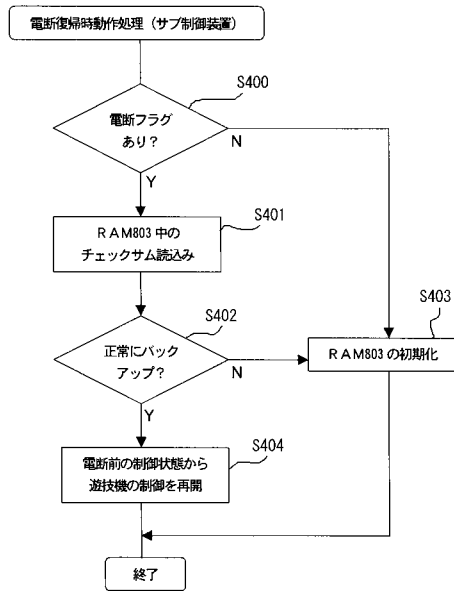 電断復帰時動作処理（サブ制御装置）
S400
電断フラグ
あり？
N
Y
S401
ＲＡＭ803 中の
チェックサム読込み
S402
正常にバック
アップ？
N
Y
S403
ＲＡＭ803 の初期化
S404
電断前の制御状態から
遊技機の制御を再開
終了